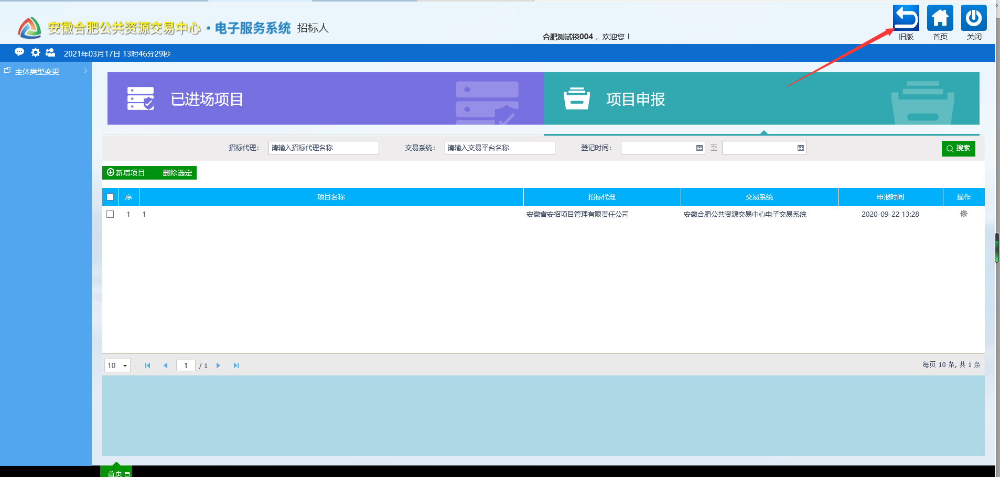 安徽合肥公共资源交易中心·电子服务系统 招标人
合肥测试锁004 ，欢迎您！
旧版 首页 关闭
2021年03月17日 13时46分29秒
主体类型变更
已进场项目
项目申报
招标代理： 请输入招标代理名称 交易系统： 请输入交易平台名称 登记时间： 至 搜索
新增项目 删除选定
序 项目名称 招标代理 交易系统 申报时间 操作
1 1 安徽省安招项目管理有限责任公司 安徽合肥公共资源交易中心电子交易系统 2020-09-22 13:28
10 1 / 1 每页 10 条, 共 1 条
首页